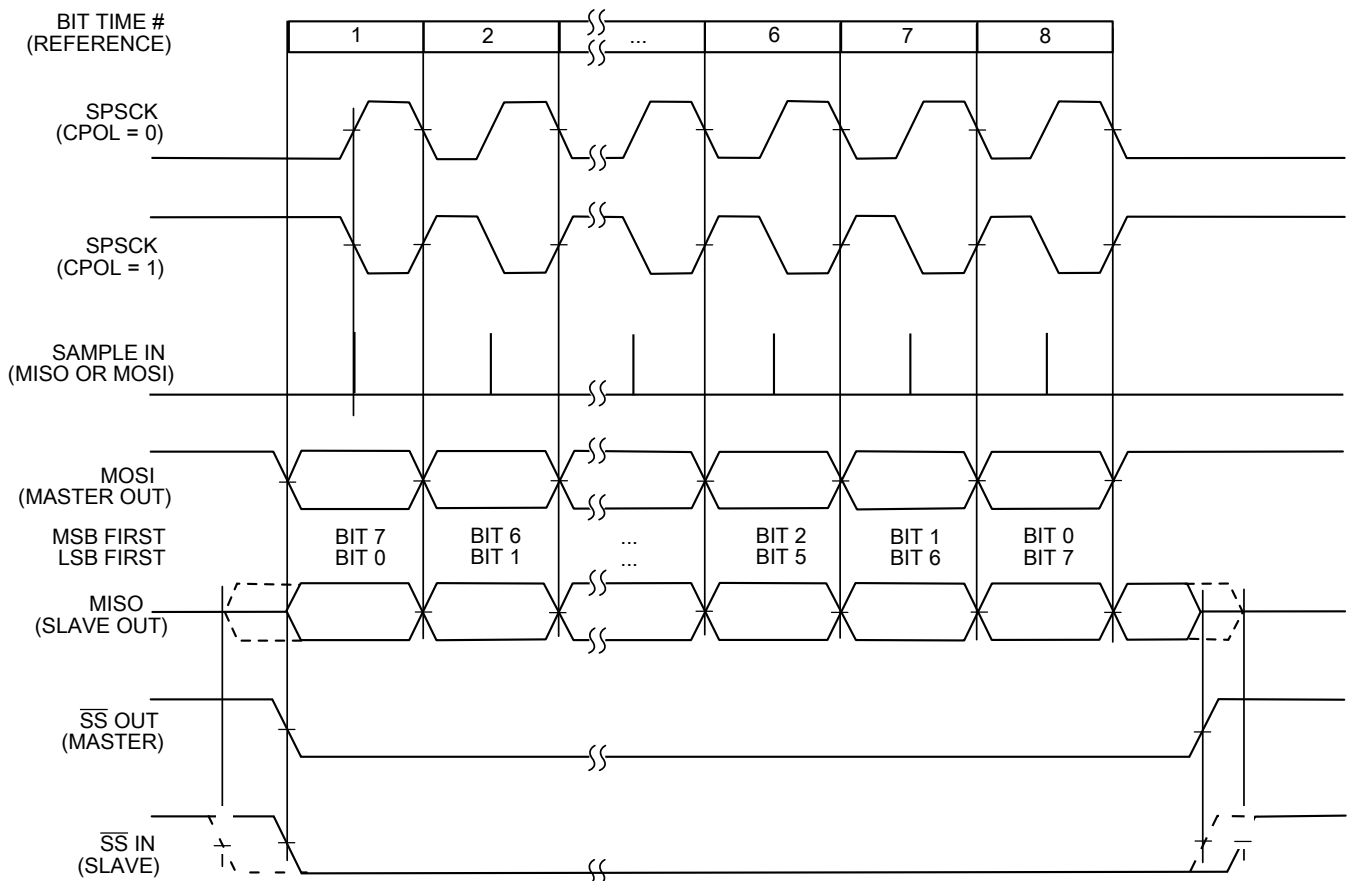 BIT TIME #
(REFERENCE)
1 2 ... 6 7 8
SPSCK
(CPOL = 0)
SPSCK
(CPOL = 1)
SAMPLE IN
(MISO OR MOSI)
MOSI
(MASTER OUT)
MSB FIRST BIT 7 BIT 6 ... BIT 2 BIT 1 BIT 0
LSB FIRST BIT 0 BIT 1 ... BIT 5 BIT 6 BIT 7
MISO
(SLAVE OUT)
S̅S̅ OUT
(MASTER)
S̅S̅ IN
(SLAVE)